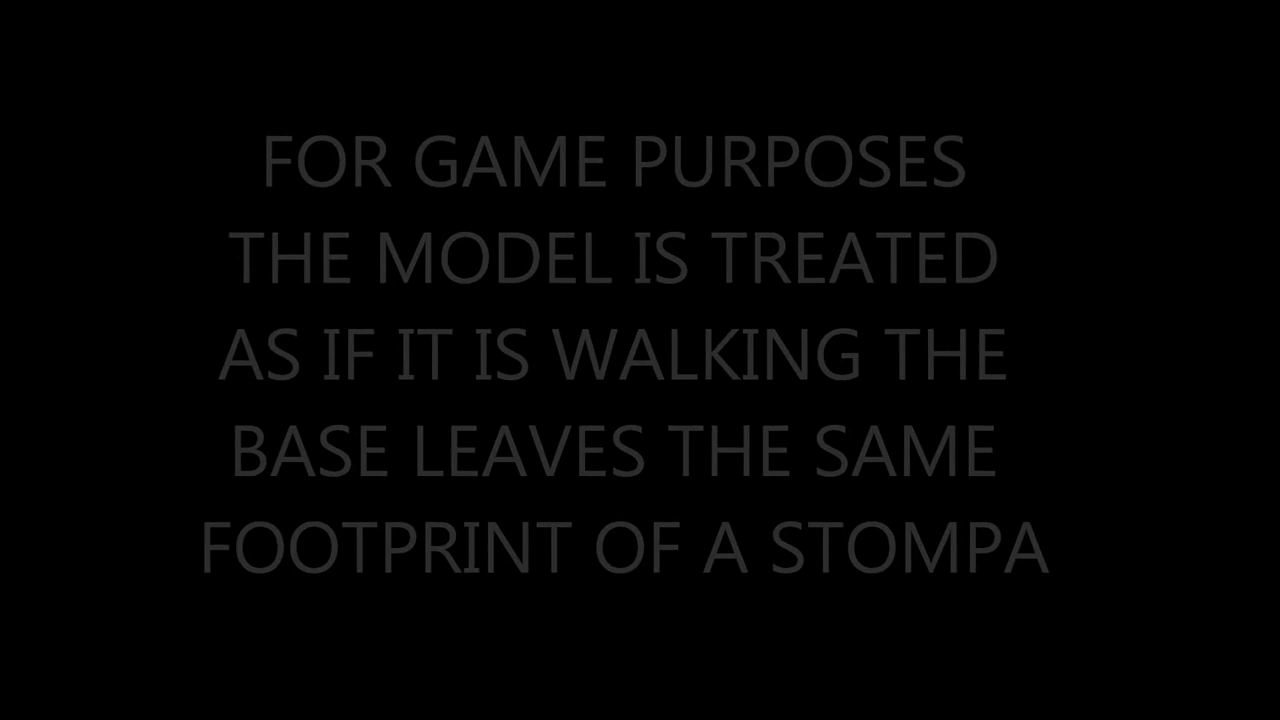 FOR GAME PURPOSES
THE MODEL IS TREATED
AS IF IT IS WALKING THE
BASE LEAVES THE SAME
FOOTPRINT OF A STOMPA